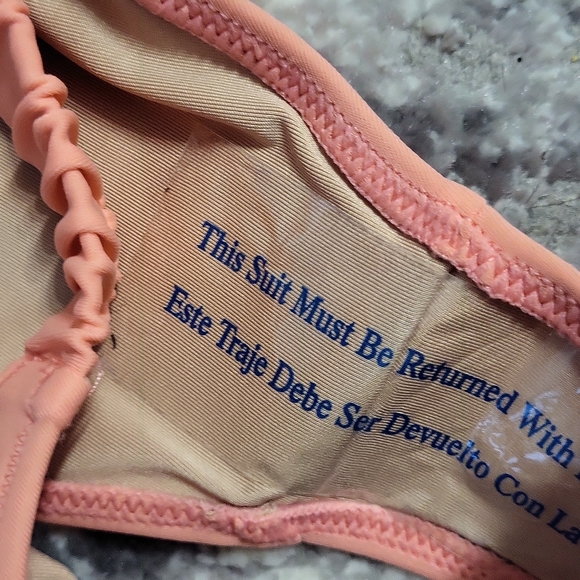 This Suit Must Be Returned With
Este Traje Debe Ser Devuelto Con La